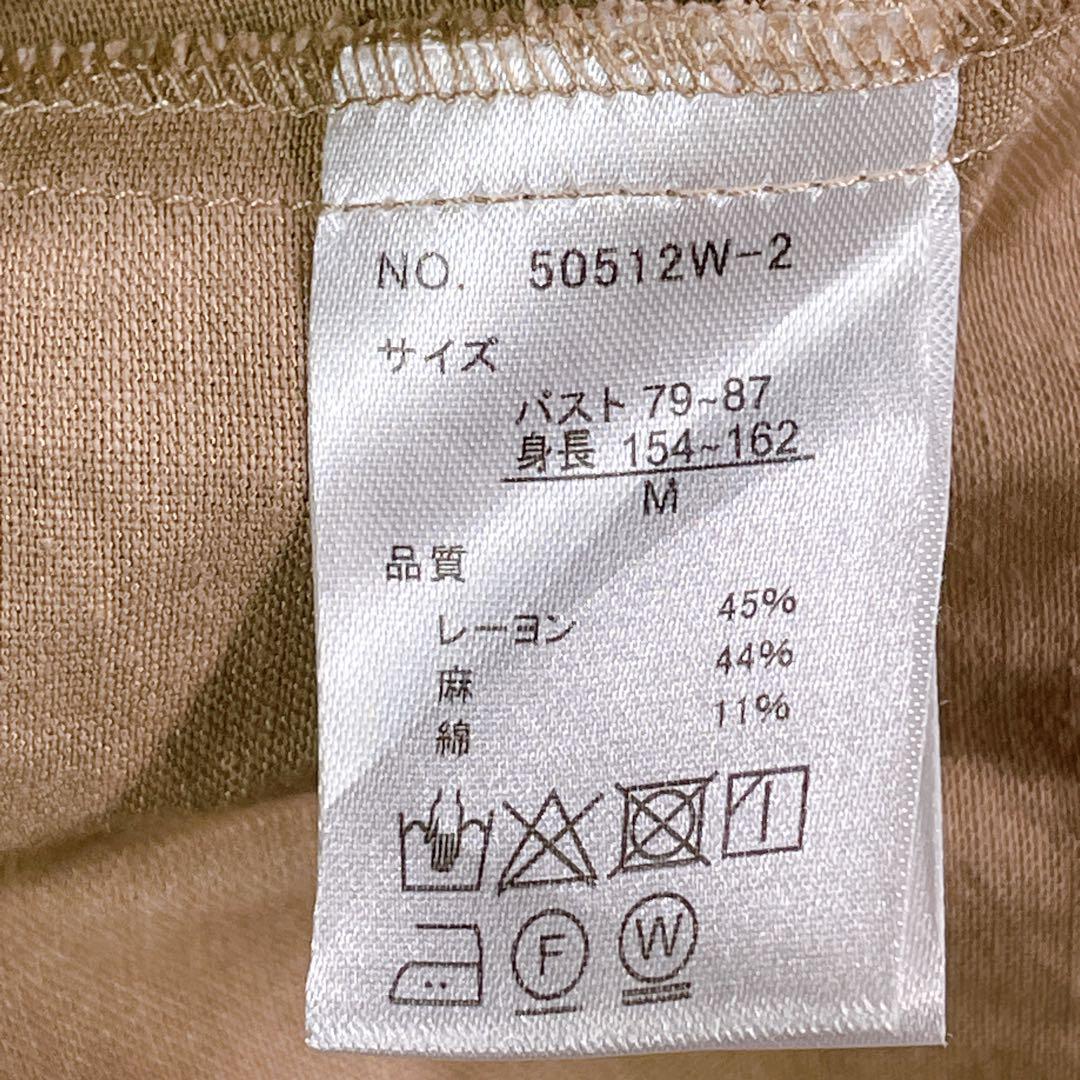 NO. 50512W-2
サイズ
バスト 79~87
身長 154~162
M
品質
レーヨン 45%
麻 44%
綿 11%
F W